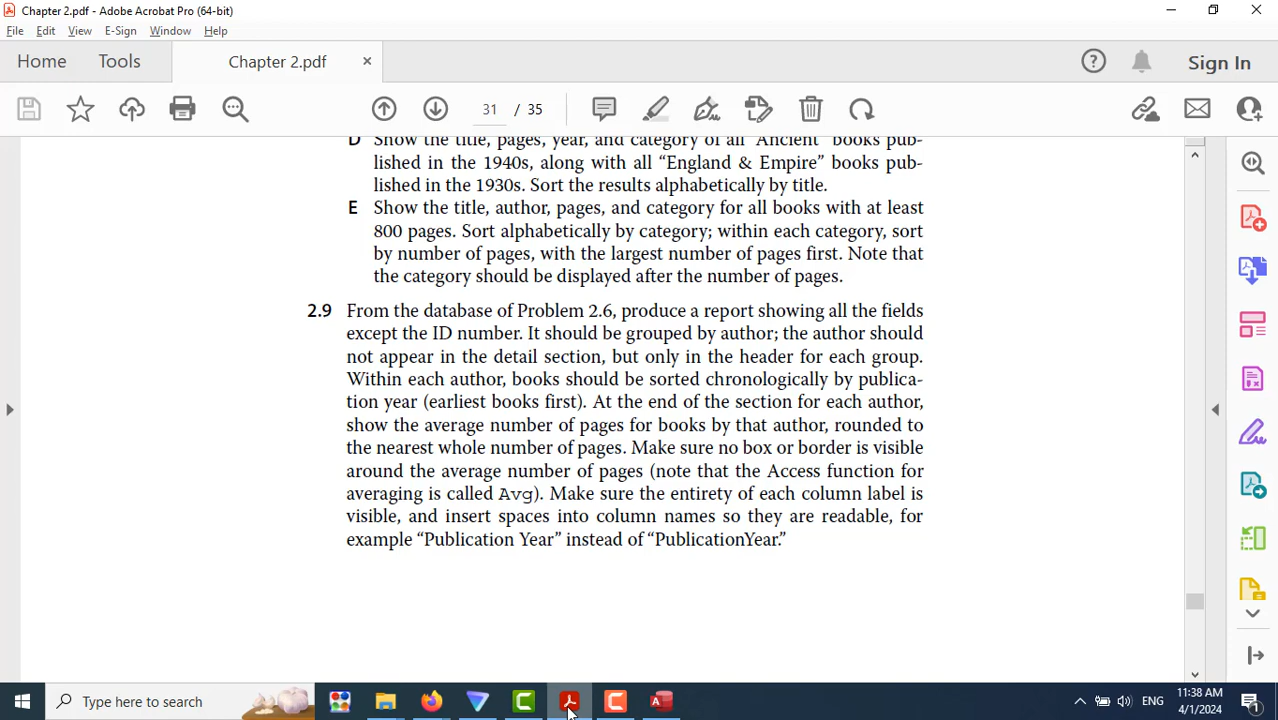 Chapter 2.pdf - Adobe Acrobat Pro (64-bit)
File Edit View E-Sign Window Help
Home Tools Chapter 2.pdf × Sign In
31 / 35
D Show the title, pages, year, and category of all “Ancient” books pub-
lished in the 1940s, along with all “England & Empire” books pub-
lished in the 1930s. Sort the results alphabetically by title.
E Show the title, author, pages, and category for all books with at least
800 pages. Sort alphabetically by category; within each category, sort
by number of pages, with the largest number of pages first. Note that
the category should be displayed after the number of pages.
2.9 From the database of Problem 2.6, produce a report showing all the fields
except the ID number. It should be grouped by author; the author should
not appear in the detail section, but only in the header for each group.
Within each author, books should be sorted chronologically by publica-
tion year (earliest books first). At the end of the section for each author,
show the average number of pages for books by that author, rounded to
the nearest whole number of pages. Make sure no box or border is visible
around the average number of pages (note that the Access function for
averaging is called Avg). Make sure the entirety of each column label is
visible, and insert spaces into column names so they are readable, for
example “Publication Year” instead of “PublicationYear.”
Type here to search
ENG
11:38 AM
4/1/2024